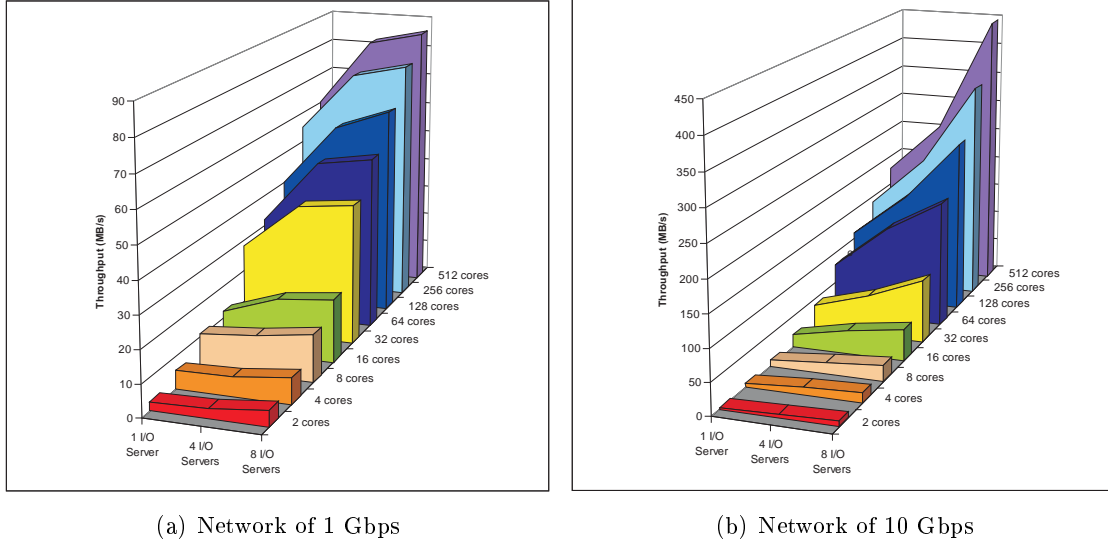 90
80
70
60
50
40
30
20
10
0
Throughput (MB/s)
1 I/O
Server
4 I/O
Servers
8 I/O
Servers
2 cores
4 cores
8 cores
16 cores
32 cores
64 cores
128 cores
256 cores
512 cores
(a) Network of 1 Gbps
450
400
350
300
250
200
150
100
50
0
Throughput (MB/s)
1 I/O
Server
4 I/O
Servers
8 I/O
Servers
2 cores
4 cores
8 cores
16 cores
32 cores
64 cores
128 cores
256 cores
512 cores
(b) Network of 10 Gbps